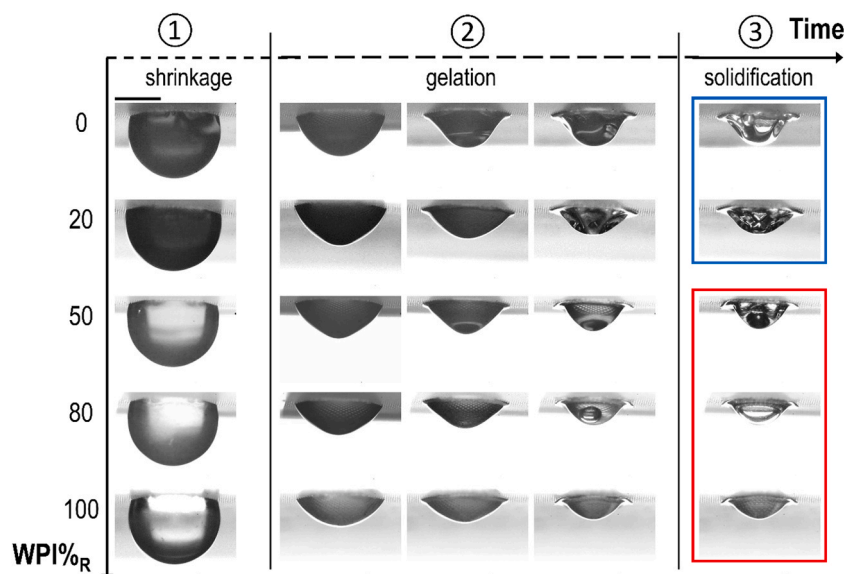 ① ② ③ Time
shrinkage gelation solidification
0
20
50
80
100
WPI%R